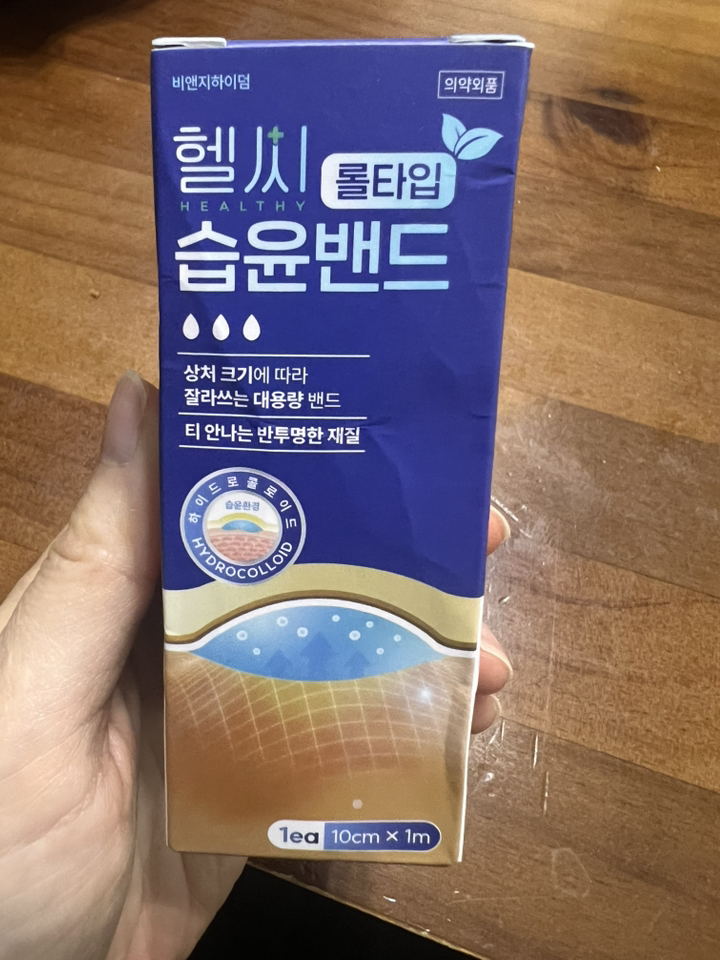 비앤지하이덤
의약외품
헬씨
HEALTHY
롤타입
습윤밴드
상처 크기에 따라
잘라쓰는 대용량 밴드
티 안나는 반투명한 재질
하이드로콜로이드
습윤환경
HYDROCOLLOID
1ea 10cm × 1m